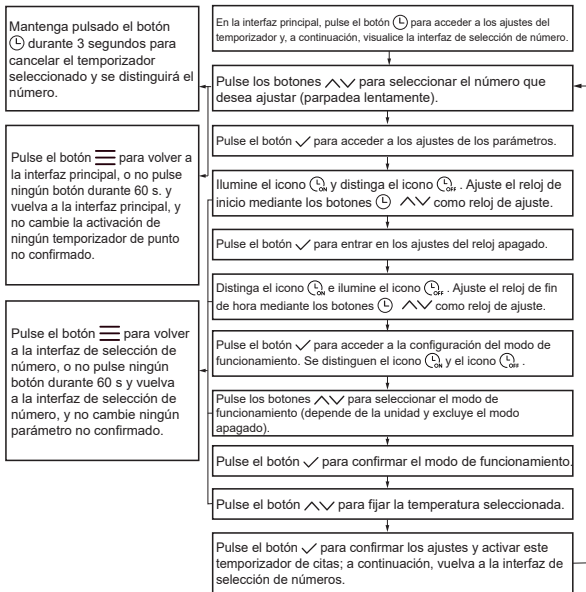 Mantenga pulsado el botón
durante 3 segundos para
cancelar el temporizador
seleccionado y se distinguirá el
número.
Pulse el botón para volver a
la interfaz principal, o no pulse
ningún botón durante 60 s. y
vuelva a la interfaz principal, y
no cambie la activación de
ningún temporizador de punto
no confirmado.
Pulse el botón para volver
a la interfaz de selección de
número, o no pulse ningún
botón durante 60 s y vuelva
a la interfaz de selección de
número, y no cambie ningún
parámetro no confirmado.
En la interfaz principal, pulse el botón para acceder a los ajustes del
temporizador y, a continuación, visualice la interfaz de selección de número.
Pulse los botones para seleccionar el número que
desea ajustar (parpadea lentamente).
Pulse el botón para acceder a los ajustes de los parámetros.
Ilumine el icono ON y distinga el icono OFF . Ajuste el reloj de
inicio mediante los botones como reloj de ajuste.
Pulse el botón para entrar en los ajustes del reloj apagado.
Distinga el icono ON e ilumine el icono OFF . Ajuste el reloj de fin
de hora mediante los botones como reloj de ajuste.
Pulse el botón para acceder a la configuración del modo de
funcionamiento. Se distinguen el icono ON y el icono OFF .
Pulse los botones para seleccionar el modo de
funcionamiento (depende de la unidad y excluye el modo
apagado).
Pulse el botón para confirmar el modo de funcionamiento.
Pulse el botón para fijar la temperatura seleccionada.
Pulse el botón para confirmar los ajustes y activar este
temporizador de citas; a continuación, vuelva a la interfaz de
selección de números.